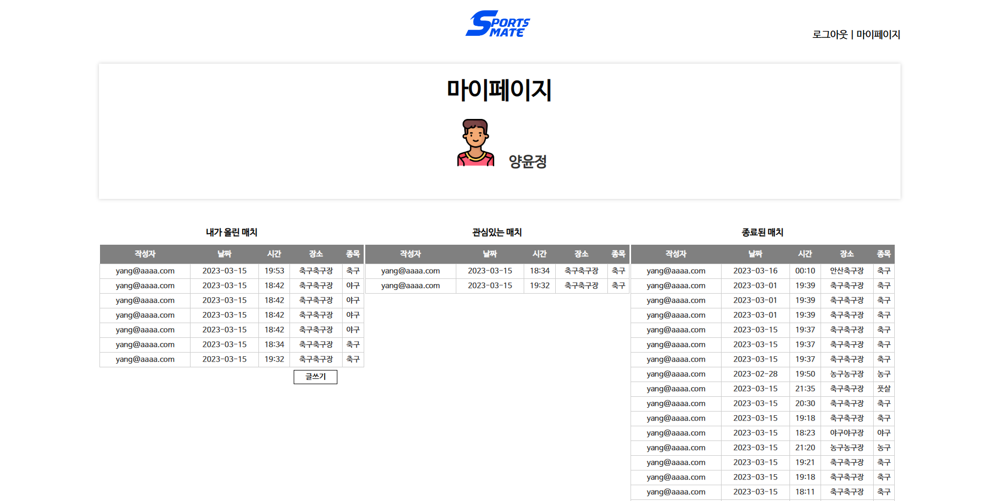 SPORTS
MATE
로그아웃 | 마이페이지
마이페이지
양윤정
내가 올린 매치
작성자 날짜 시간 장소 종목
yang@aaaa.com 2023-03-15 19:53 축구축구장 축구
yang@aaaa.com 2023-03-15 18:42 축구축구장 야구
yang@aaaa.com 2023-03-15 18:42 축구축구장 야구
yang@aaaa.com 2023-03-15 18:42 축구축구장 야구
yang@aaaa.com 2023-03-15 18:42 축구축구장 야구
yang@aaaa.com 2023-03-15 18:34 축구축구장 축구
yang@aaaa.com 2023-03-15 19:32 축구축구장 축구
글쓰기
관심있는 매치
작성자 날짜 시간 장소 종목
yang@aaaa.com 2023-03-15 18:34 축구축구장 축구
yang@aaaa.com 2023-03-15 19:32 축구축구장 축구
종료된 매치
작성자 날짜 시간 장소 종목
yang@aaaa.com 2023-03-16 00:10 안산축구장 축구
yang@aaaa.com 2023-03-01 19:39 축구축구장 축구
yang@aaaa.com 2023-03-01 19:39 축구축구장 축구
yang@aaaa.com 2023-03-01 19:39 축구축구장 축구
yang@aaaa.com 2023-03-15 19:37 축구축구장 축구
yang@aaaa.com 2023-03-15 19:37 축구축구장 축구
yang@aaaa.com 2023-03-15 19:37 축구축구장 축구
yang@aaaa.com 2023-02-28 19:50 농구농구장 농구
yang@aaaa.com 2023-03-15 21:35 축구축구장 풋살
yang@aaaa.com 2023-03-15 20:30 축구축구장 축구
yang@aaaa.com 2023-03-15 19:18 축구축구장 축구
yang@aaaa.com 2023-03-15 18:23 야구야구장 야구
yang@aaaa.com 2023-03-15 21:20 농구농구장 농구
yang@aaaa.com 2023-03-15 19:21 축구축구장 축구
yang@aaaa.com 2023-03-15 19:18 축구축구장 축구
yang@aaaa.com 2023-03-15 18:11 축구축구장 축구